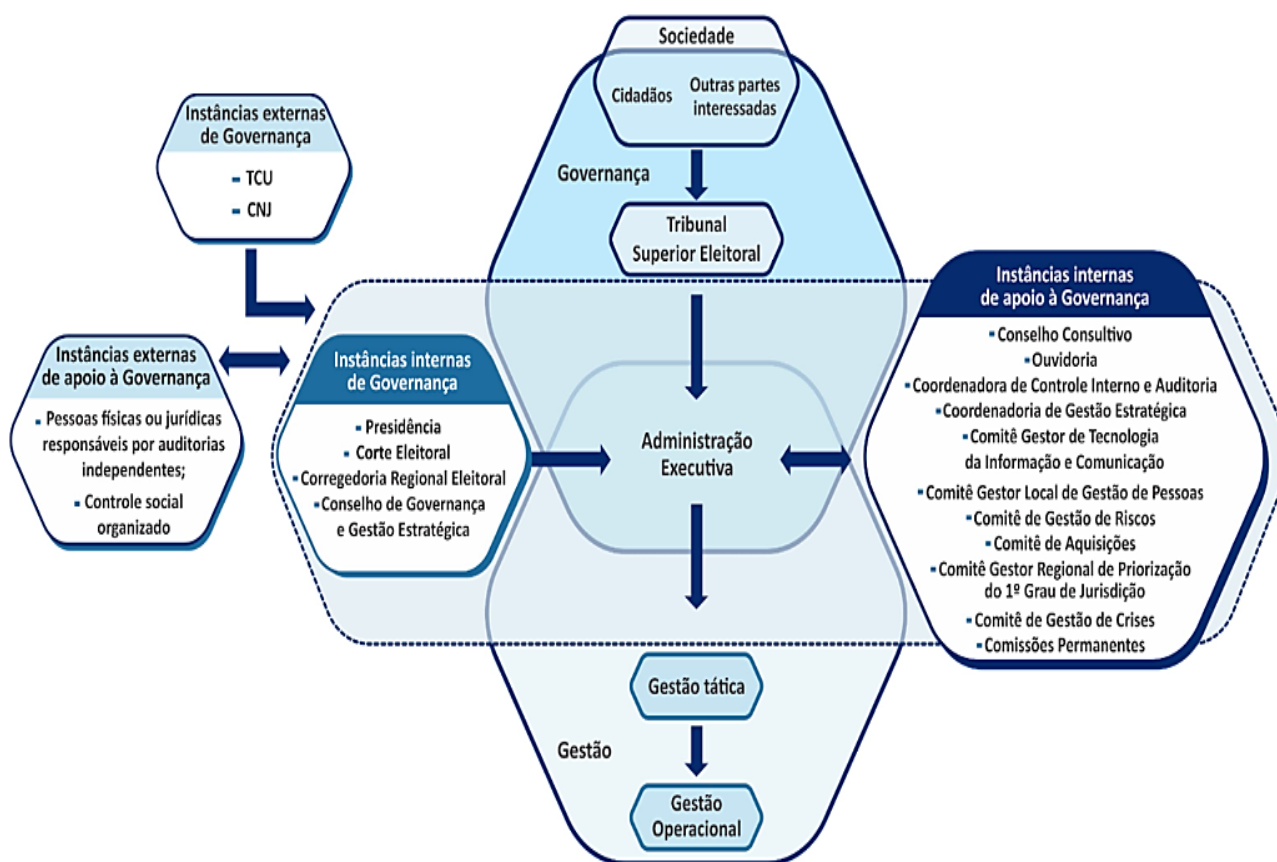 Sociedade
Cidadãos
Outras partes
interessadas
Governança
Tribunal
Superior Eleitoral
Instâncias externas
de Governança
- TCU
- CNJ
Instâncias externas
de apoio à Governança
- Pessoas físicas ou jurídicas
responsáveis por auditorias
independentes;
- Controle social
organizado
Instâncias internas
de Governança
- Presidência
- Corte Eleitoral
- Corregedoria Regional Eleitoral
- Conselho de Governança
e Gestão Estratégica
Administração
Executiva
Instâncias internas
de apoio à Governança
- Conselho Consultivo
- Ouvidoria
- Coordenadora de Controle Interno e Auditoria
- Coordenadoria de Gestão Estratégica
- Comitê Gestor de Tecnologia
da Informação e Comunicação
- Comitê Gestor Local de Gestão de Pessoas
- Comitê de Gestão de Riscos
- Comitê de Aquisições
- Comitê Gestor Regional de Priorização
do 1º Grau de Jurisdição
- Comitê de Gestão de Crises
- Comissões Permanentes
Gestão tática
Gestão
Gestão
Operacional